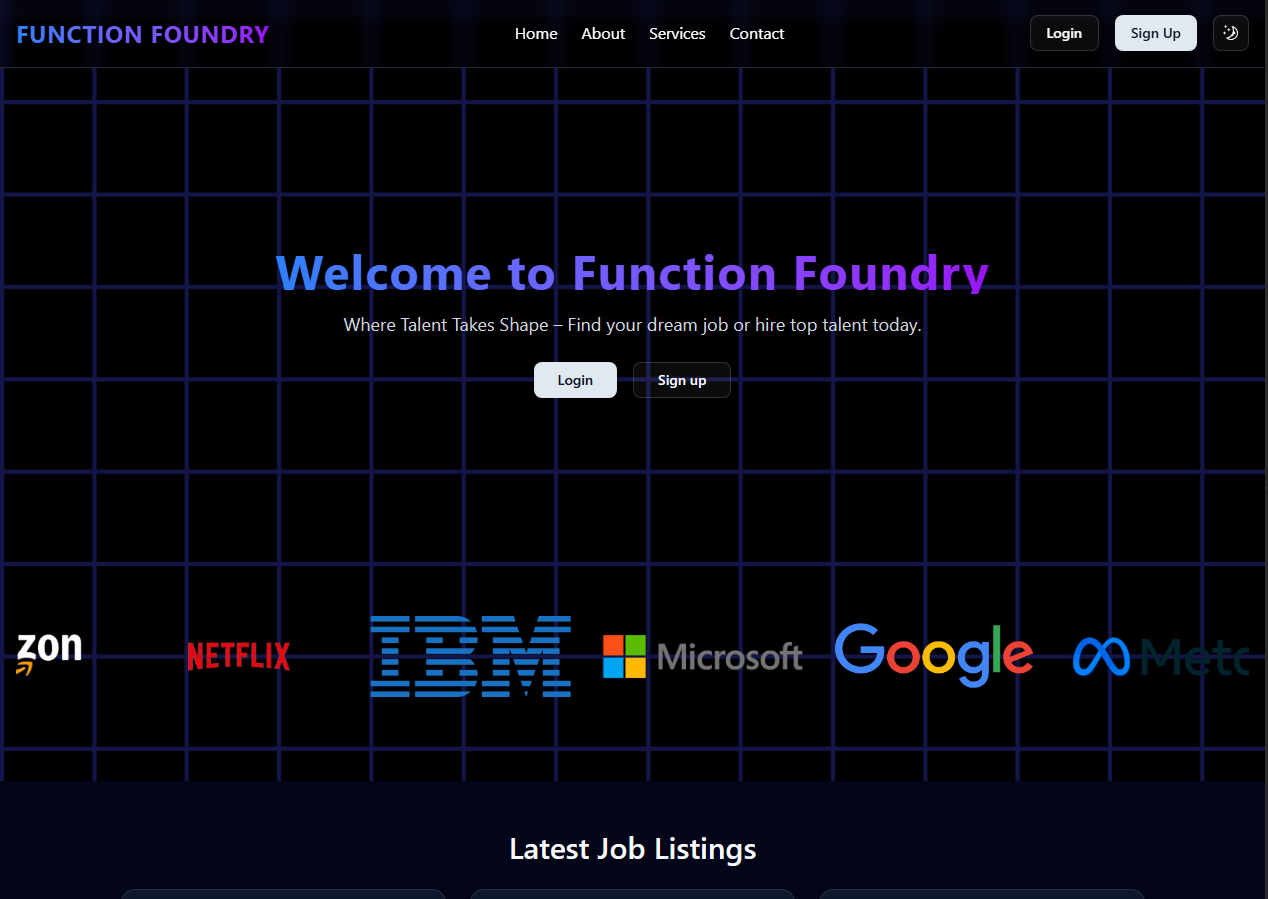 FUNCTION FOUNDRY
Home About Services Contact
Login Sign Up
Welcome to Function Foundry
Where Talent Takes Shape – Find your dream job or hire top talent today.
Login Sign up
zon NETFLIX IBM Microsoft Google Meta
Latest Job Listings